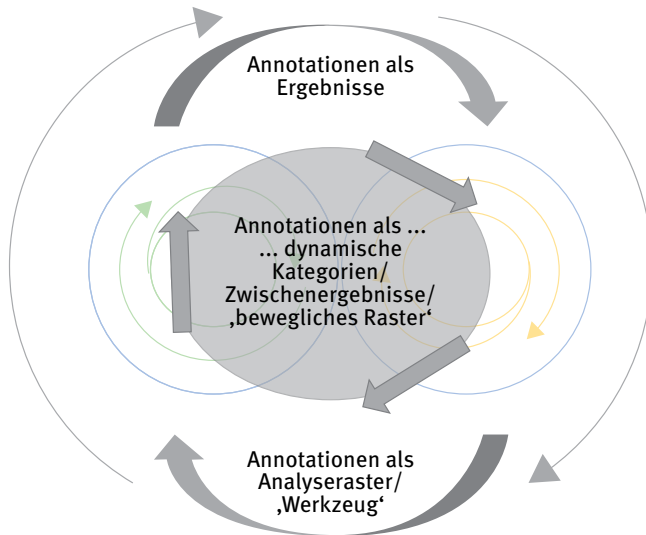 Annotationen als
Ergebnisse
Annotationen als ...
... dynamische
Kategorien/
Zwischenergebnisse/
‚bewegliches Raster‘
Annotationen als
Analyseraster/
‚Werkzeug‘